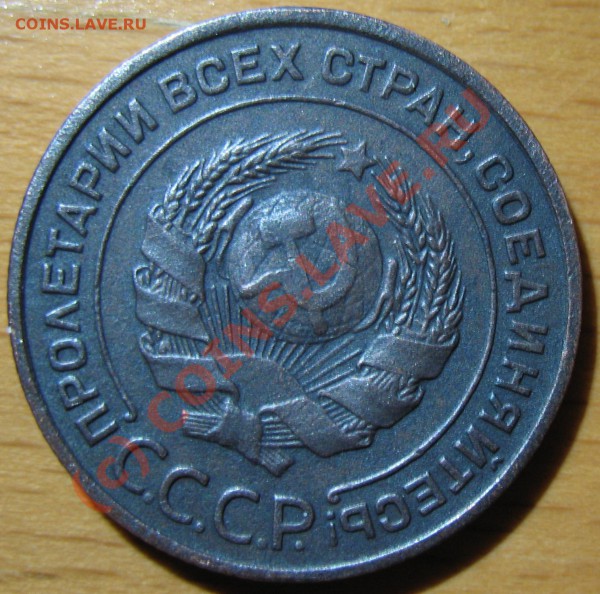 COINS.LAVE.RU
ПРОЛЕТАРИИ ВСЕХ СТРАН, СОЕДИНЯЙТЕСЬ!
С.С.С.Р.
(c) COINS.LAVE.RU